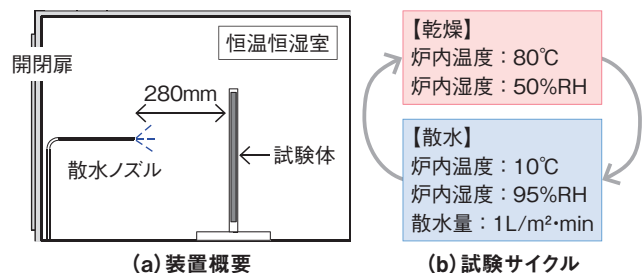 恒温恒湿室
開閉扉
280mm
散水ノズル
試験体
(a)装置概要
【乾燥】
炉内温度：80℃
炉内湿度：50%RH
【散水】
炉内温度：10℃
炉内湿度：95%RH
散水量：1L/m²･min
(b)試験サイクル